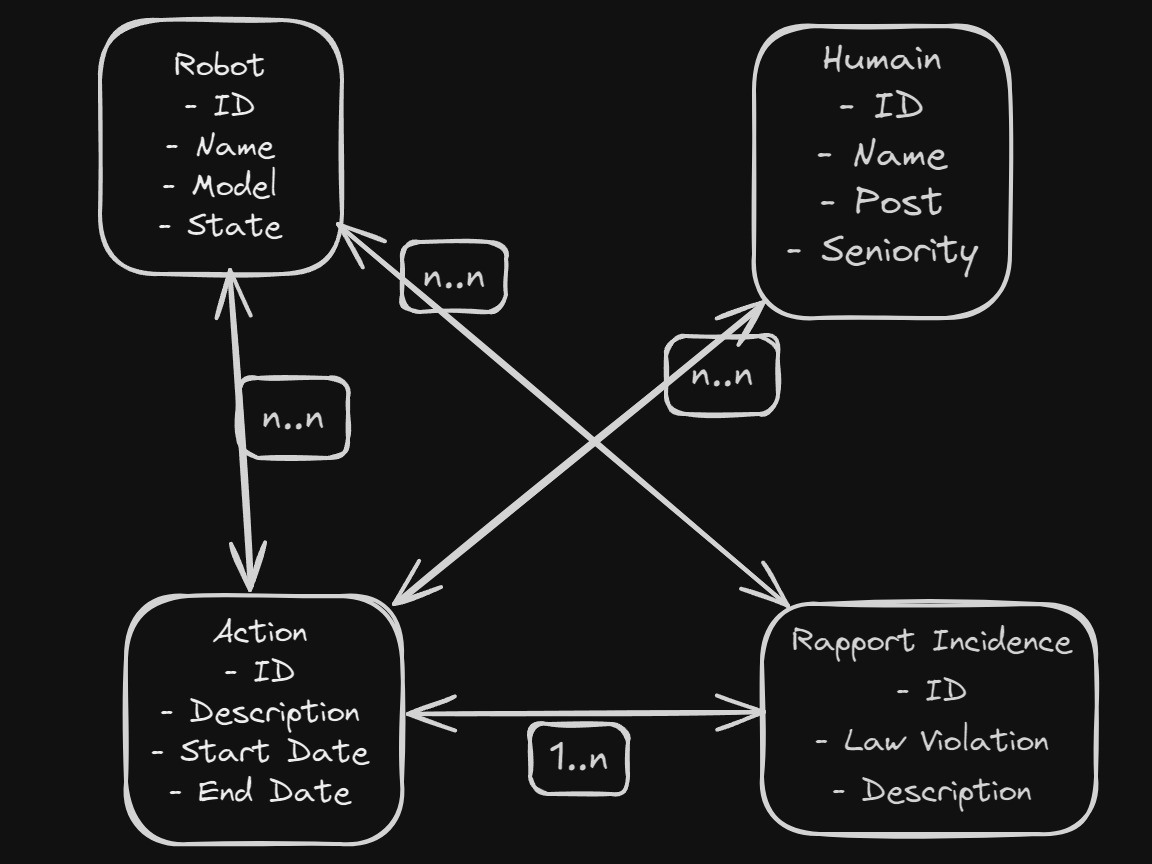 Robot
- ID
- Name
- Model
- State
Humain
- ID
- Name
- Post
- Seniority
n..n
n..n
n..n
Action
- ID
- Description
- Start Date
- End Date
1..n
Rapport Incidence
- ID
- Law Violation
- Description